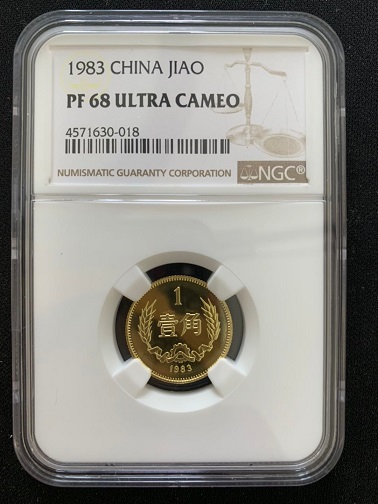 1983 CHINA JIAO
PF 68 ULTRA CAMEO
4571630-018
NUMISMATIC GUARANTY CORPORATION
NGC®
1
壹角
1983